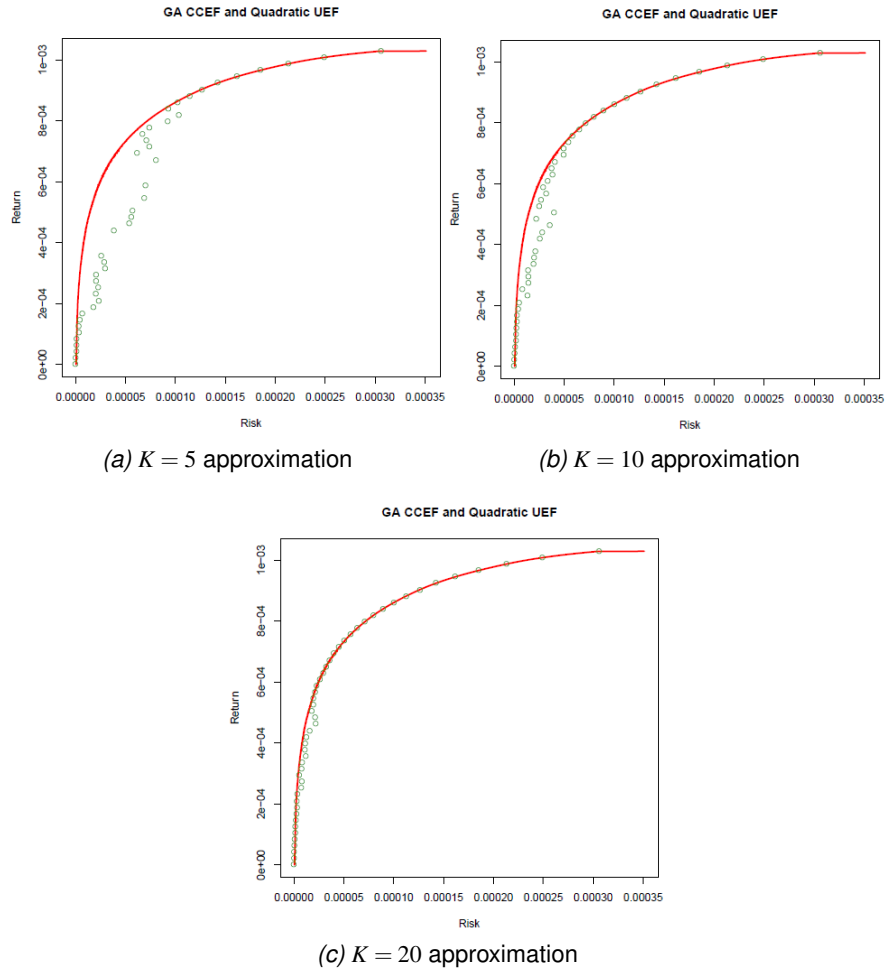 GA CCEF and Quadratic UEF
Return
0e+00 2e-04 4e-04 6e-04 8e-04 1e-03
0.00000 0.00005 0.00010 0.00015 0.00020 0.00025 0.00030 0.00035
Risk
(a) K = 5 approximation
GA CCEF and Quadratic UEF
Return
0e+00 2e-04 4e-04 6e-04 8e-04 1e-03
0.00000 0.00005 0.00010 0.00015 0.00020 0.00025 0.00030 0.00035
Risk
(b) K = 10 approximation
GA CCEF and Quadratic UEF
Return
0e+00 2e-04 4e-04 6e-04 8e-04 1e-03
0.00000 0.00005 0.00010 0.00015 0.00020 0.00025 0.00030 0.00035
Risk
(c) K = 20 approximation